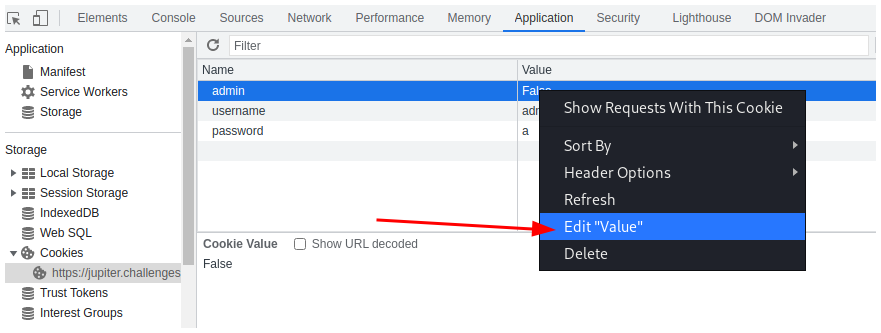 Elements Console Sources Network Performance Memory Application Security Lighthouse DOM Invader
Application
Manifest
Service Workers
Storage
Storage
Local Storage
Session Storage
IndexedDB
Web SQL
Cookies
https://jupiter.challenges
Trust Tokens
Interest Groups
Filter
Name Value
admin False
username adn
password a
Show Requests With This Cookie
Sort By
Header Options
Refresh
Edit "Value"
Delete
Cookie Value Show URL decoded
False